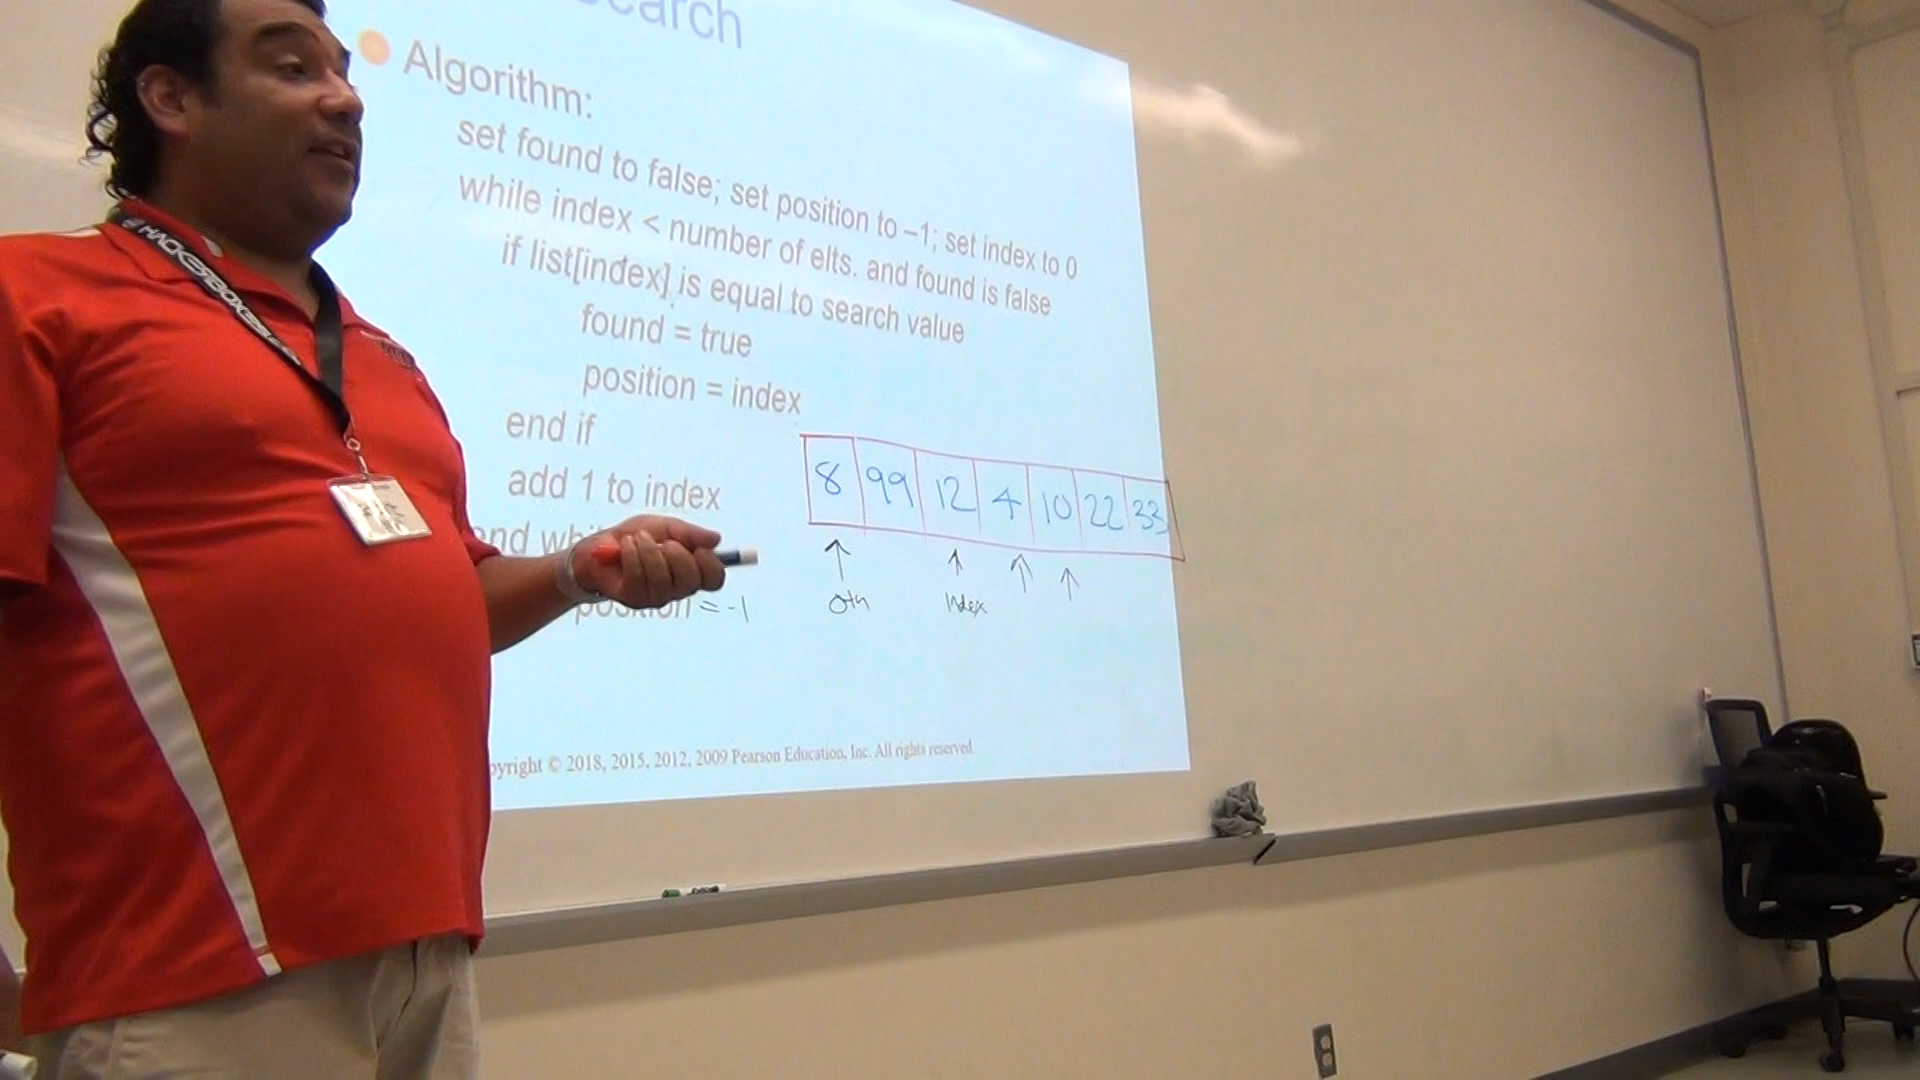 Algorithm:
set found to false; set position to –1; set index to 0
while index < number of elts. and found is false
if list[index] is equal to search value
found = true
position = index
end if
add 1 to index
position = -1
8 99 12 4 10 22 33
0th
Index
2018, 2015, 2012, 2009 Pearson Education, Inc. All rights reserved.
HACKETBOXES